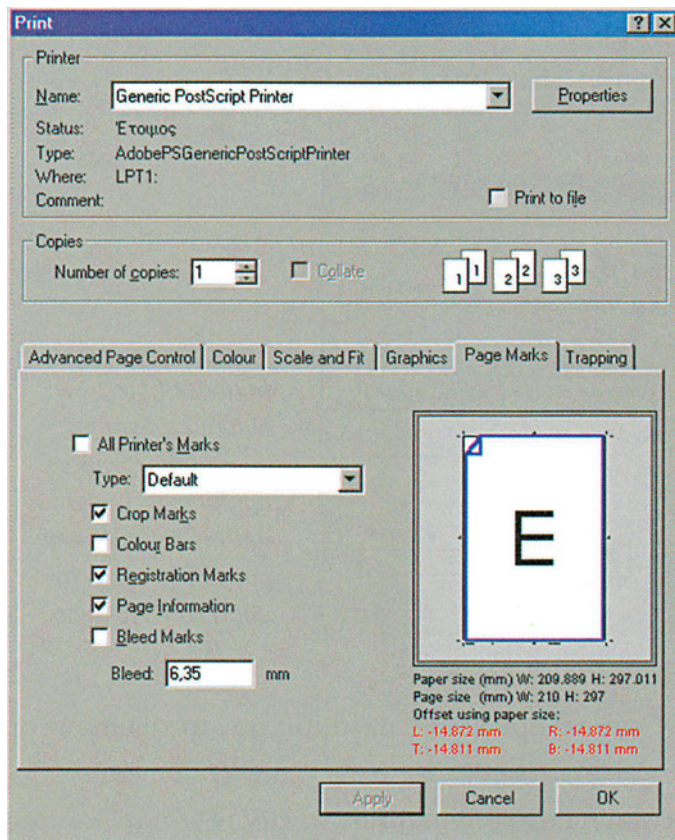 Print
Printer
Name: Generic PostScript Printer Properties
Status: Έτοιμος
Type: AdobePSGenericPostScriptPrinter
Where: LPT1:
Comment: Print to file
Copies
Number of copies: 1 Collate 1 1 2 2 3 3
Advanced Page Control Colour Scale and Fit Graphics Page Marks Trapping
All Printer's Marks
Type: Default
Crop Marks
Colour Bars
Registration Marks
Page Information
Bleed Marks
Bleed: 6,35 mm
E
Paper size (mm) W: 209.889 H: 297.011
Page size (mm) W: 210 H: 297
Offset using paper size:
L: -14.872 mm R: -14.872 mm
T: -14.811 mm B: -14.811 mm
Apply Cancel OK